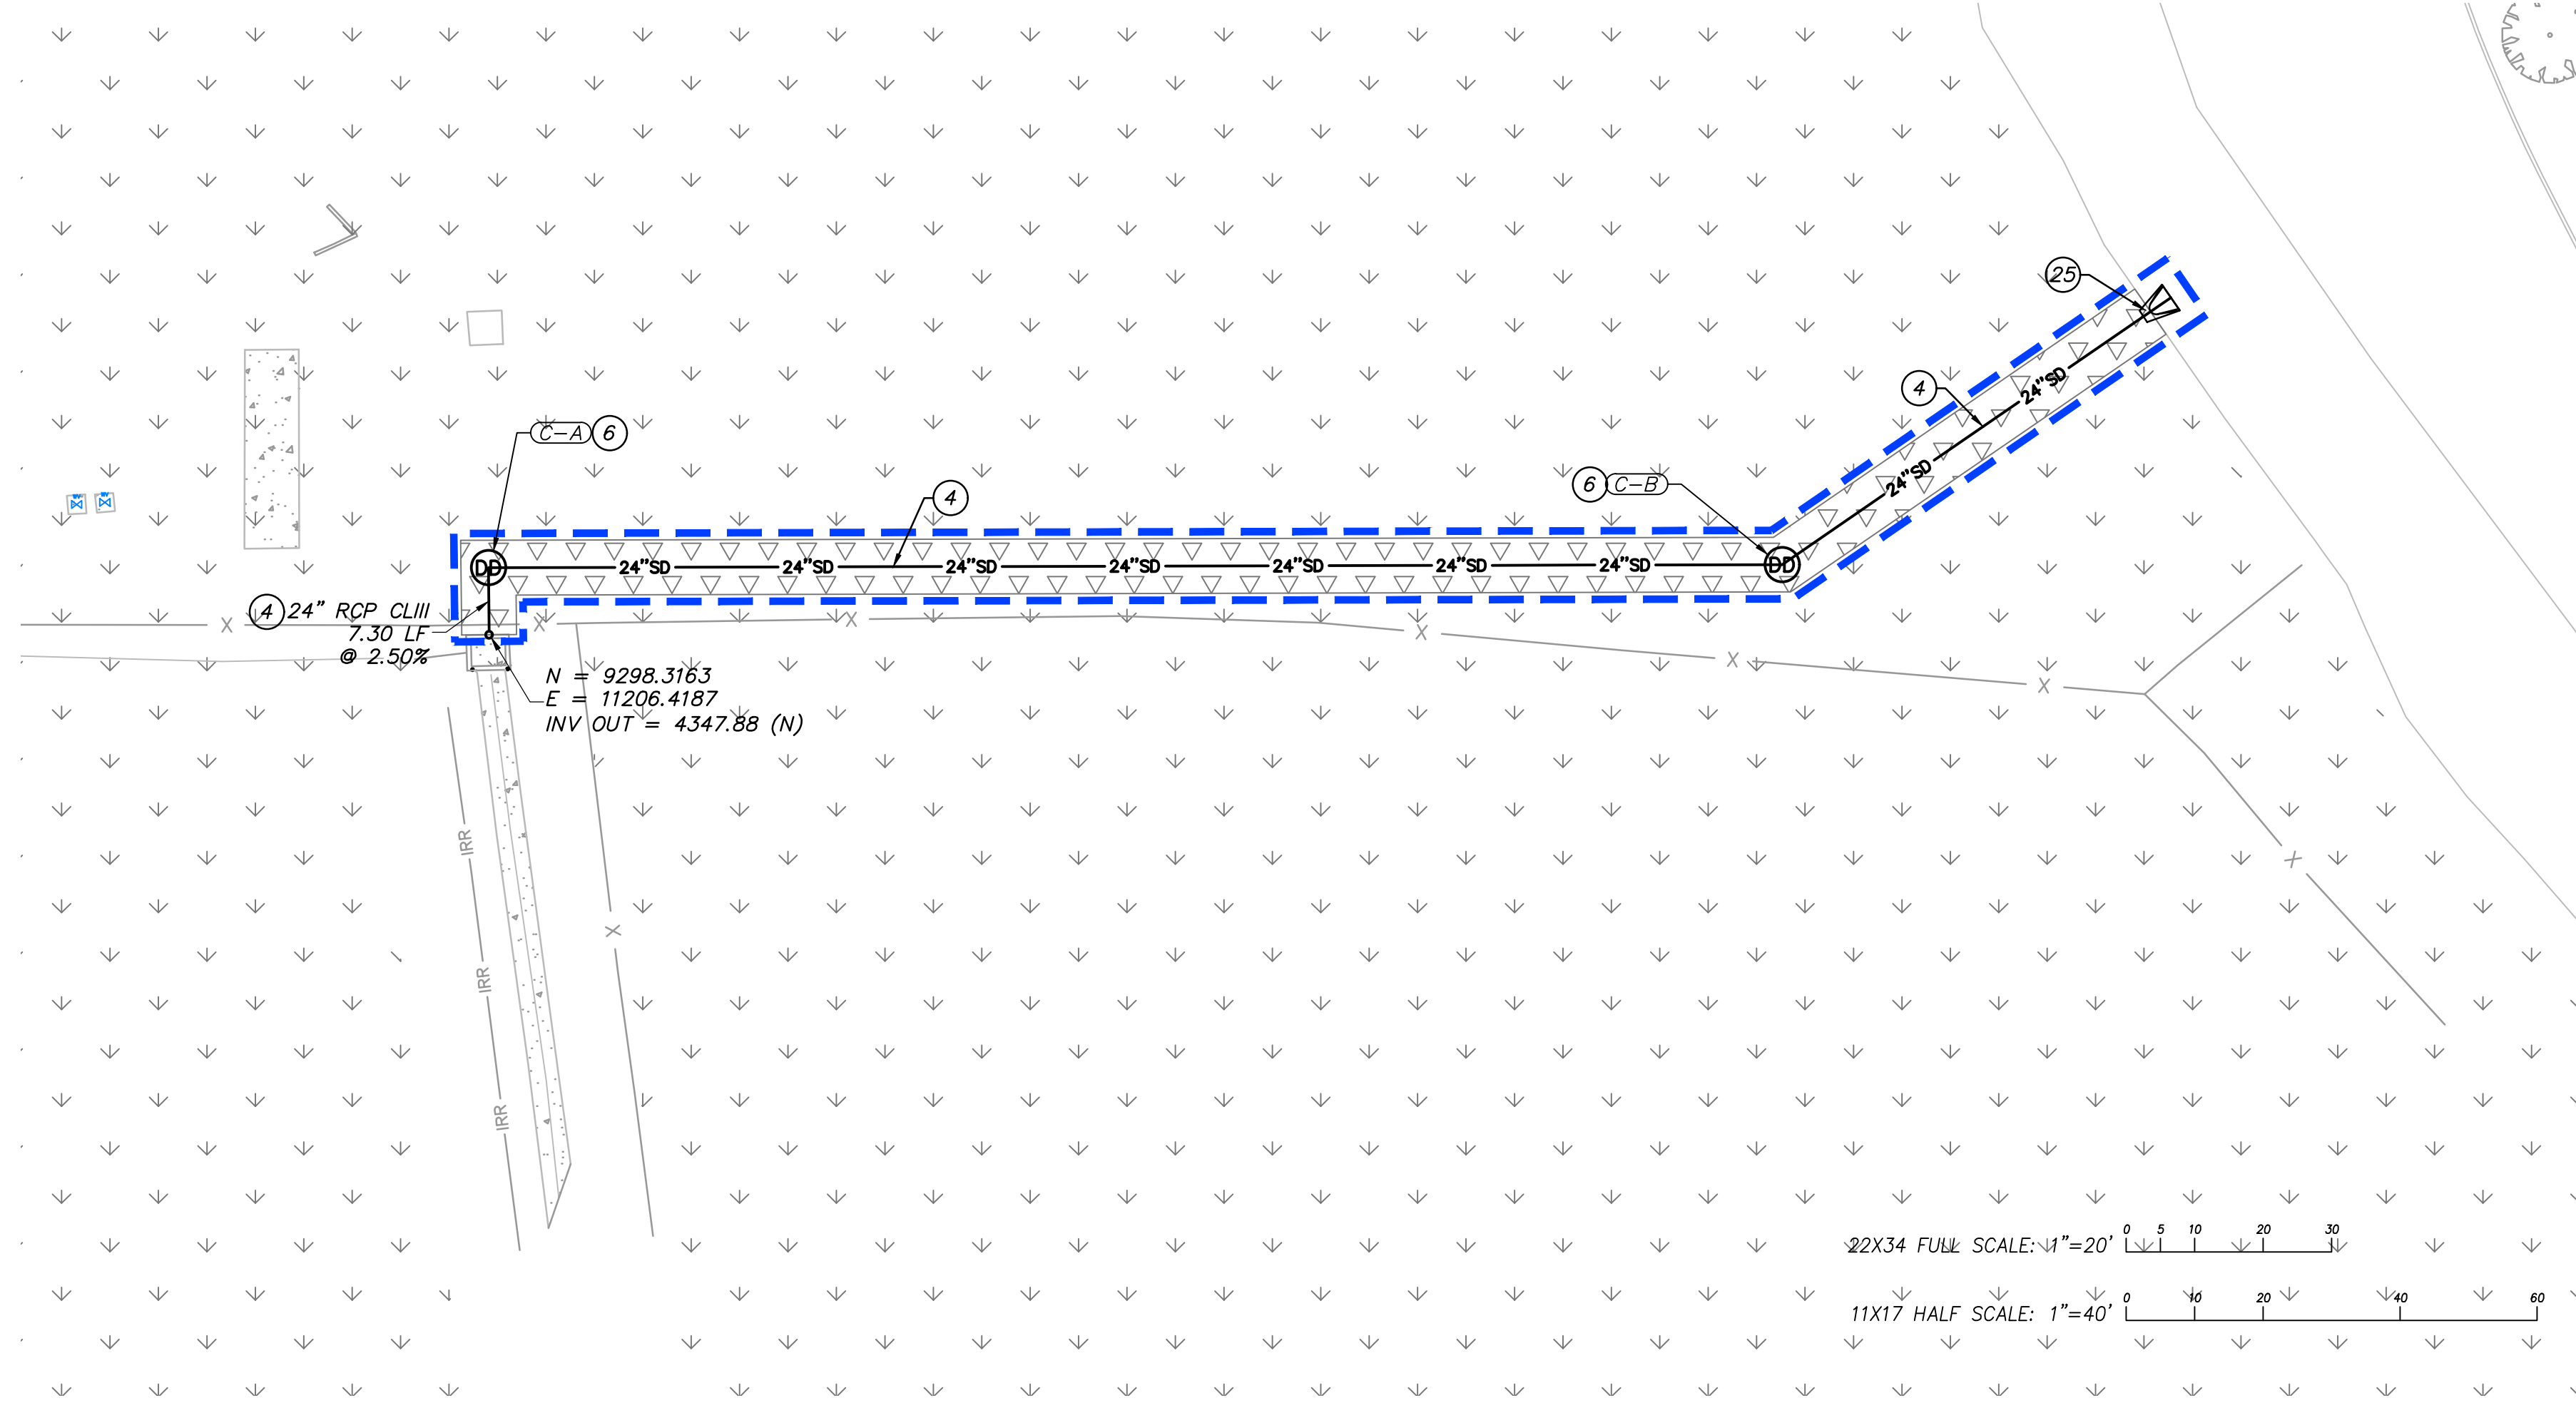 25
4
C-A 6
4
6 C-B
24"SD
24"SD
DD
24"SD
24"SD
24"SD
24"SD
24"SD
24"SD
24"SD
DD
4 24" RCP CLIII
7.30 LF
@ 2.50%
X
X
X
X
X
X
N = 9298.3163
E = 11206.4187
INV OUT = 4347.88 (N)
IRR
X
X
IRR
IRR
22X34 FULL SCALE: 1"=20'
0 5 10 20 30
11X17 HALF SCALE: 1"=40'
0 10 20 40 60